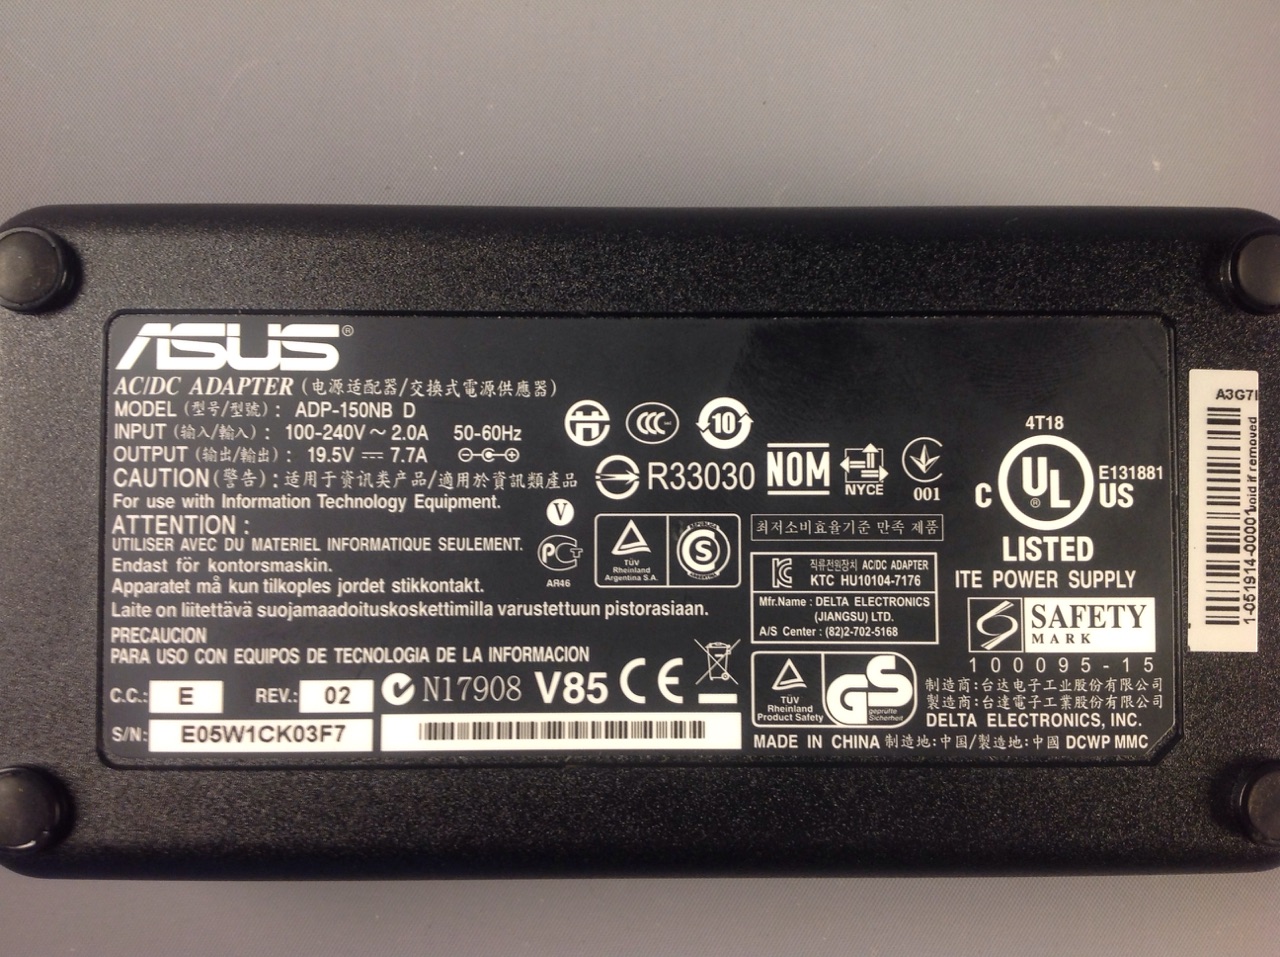 ASUS®
AC/DC ADAPTER (电源适配器/交換式電源供應器)
MODEL (型号/型號) : ADP-150NB D
INPUT (输入/輸入) : 100-240V ~ 2.0A 50-60Hz
OUTPUT (输出/輸出) : 19.5V ⎓ 7.7A
CAUTION (警告) : 适用于资讯类产品/適用於資訊類產品
For use with Information Technology Equipment.
ATTENTION :
UTILISER AVEC DU MATERIEL INFORMATIQUE SEULEMENT.
Endast för kontorsmaskin.
Apparatet må kun tilkoples jordet stikkontakt.
Laite on liitettävä suojamaadoituskoskettimilla varustettuun pistorasiaan.
PRECAUCION
PARA USO CON EQUIPOS DE TECNOLOGIA DE LA INFORMACION
C.C.: E REV.: 02
N17908 V85 CE
S/N: E05W1CK03F7
CCC 10
R33030 NOM NYCE 001
V
PCT
AR46
TÜV
Rheinland
Argentina S.A.
REPUBLICA
S
ARGENTINA
최저소비효율기준 만족 제품
직류전원장치 AC/DC ADAPTER
KTC HU10104-7176
Mfr.Name : DELTA ELECTRONICS
(JIANGSU) LTD.
A/S Center : (82)2-702-5168
TÜV
Rheinland
Product Safety
GS
geprüfte
Sicherheit
4T18
C UL® US
E131881
LISTED
ITE POWER SUPPLY
SAFETY
MARK
100095-15
制造商:台达电子工业股份有限公司
製造商:台達電子工業股份有限公司
DELTA ELECTRONICS, INC.
MADE IN CHINA 制造地:中国/製造地:中國 DCWP MMC
A3G7
1-051914-00001
void if removed